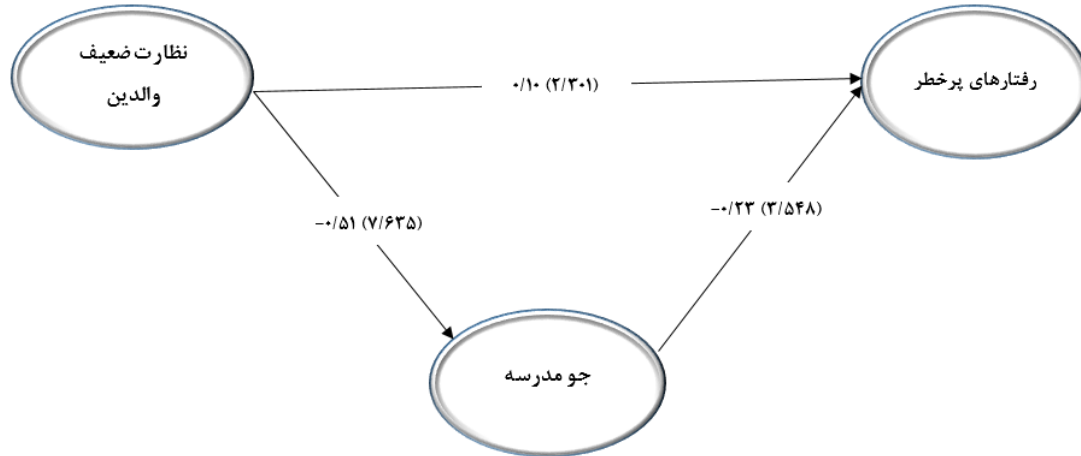 نظارت ضعیف
والدین
رفتارهای پرخطر
۰/۱۰ (۲/۳۰۱)
-۰/۵۱ (۷/۶۳۵)
-۰/۲۳ (۳/۵۴۸)
جو مدرسه